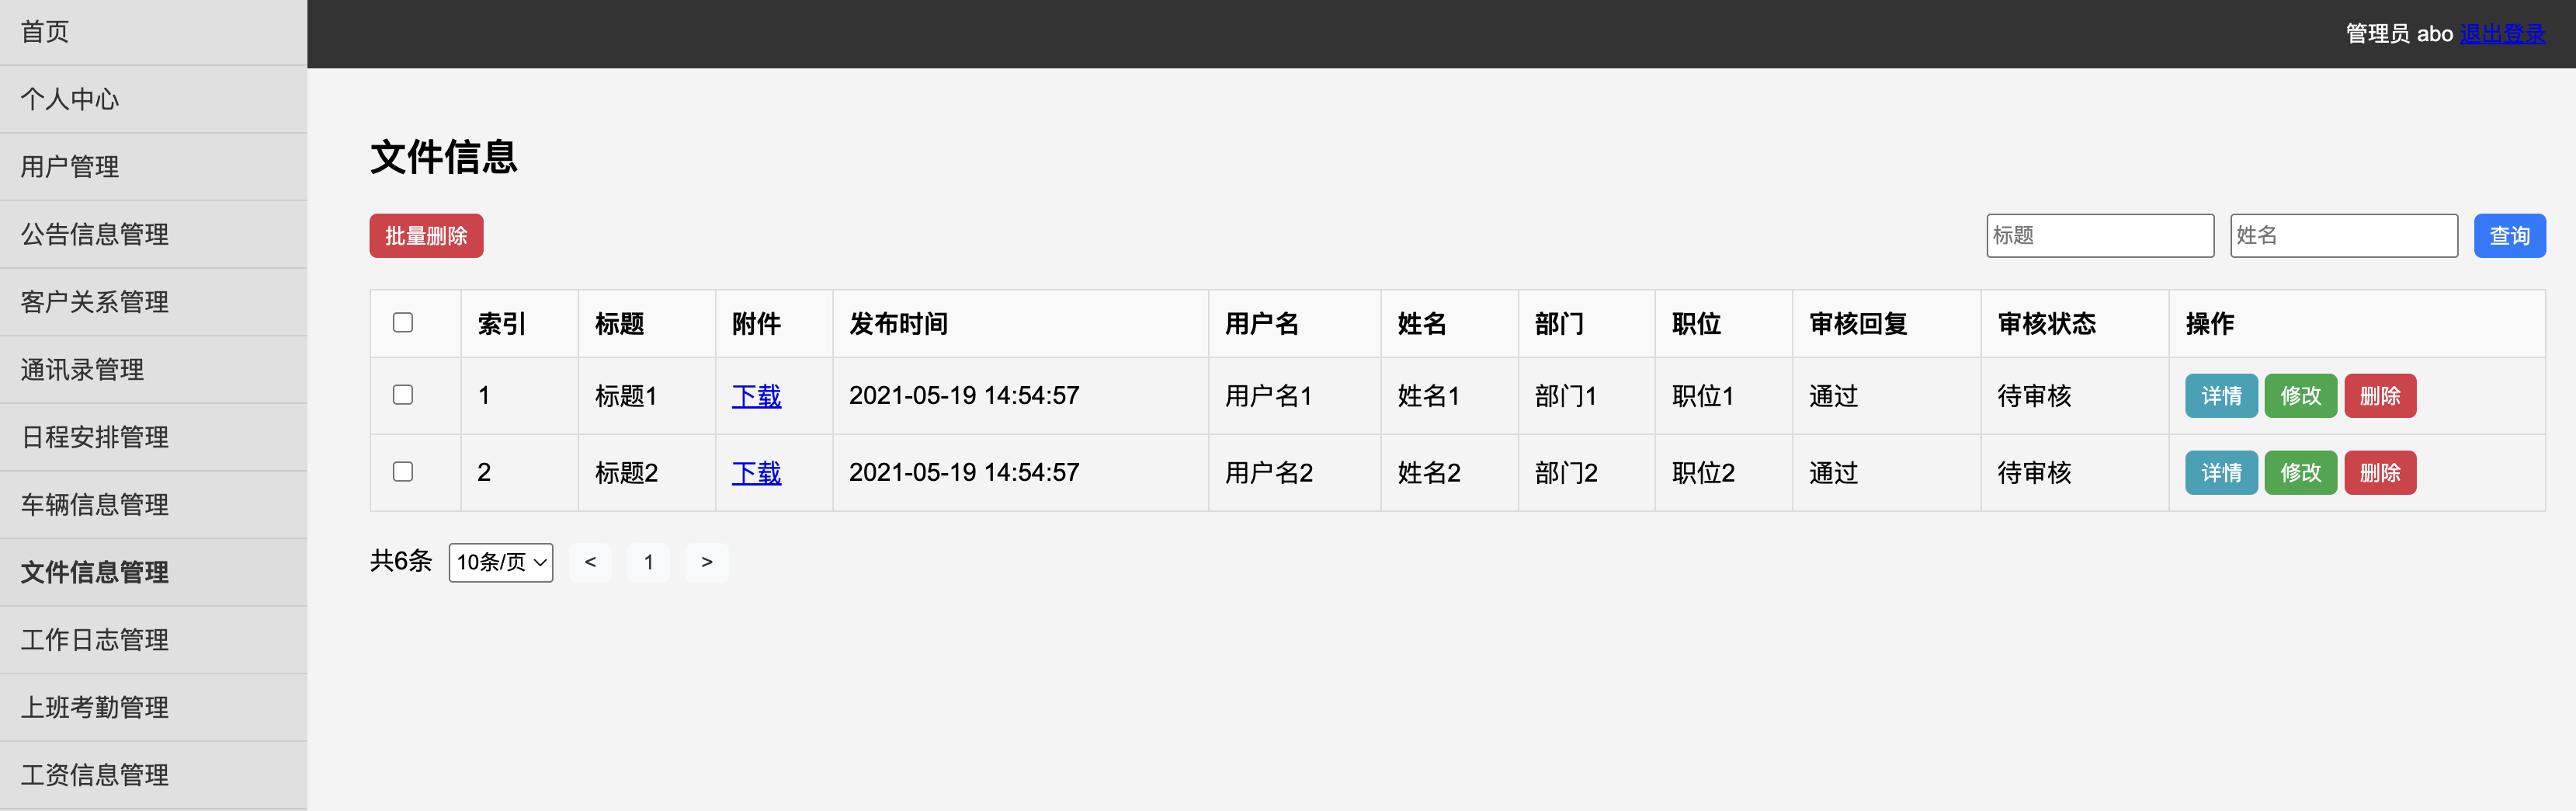 首页
个人中心
用户管理
公告信息管理
客户关系管理
通讯录管理
日程安排管理
车辆信息管理
文件信息管理
工作日志管理
上班考勤管理
工资信息管理
管理员 abo 退出登录
文件信息
批量删除 标题 姓名 查询
索引 标题 附件 发布时间 用户名 姓名 部门 职位 审核回复 审核状态 操作
1 标题1 下载 2021-05-19 14:54:57 用户名1 姓名1 部门1 职位1 通过 待审核 详情 修改 删除
2 标题2 下载 2021-05-19 14:54:57 用户名2 姓名2 部门2 职位2 通过 待审核 详情 修改 删除
共6条 10条/页 < 1 >